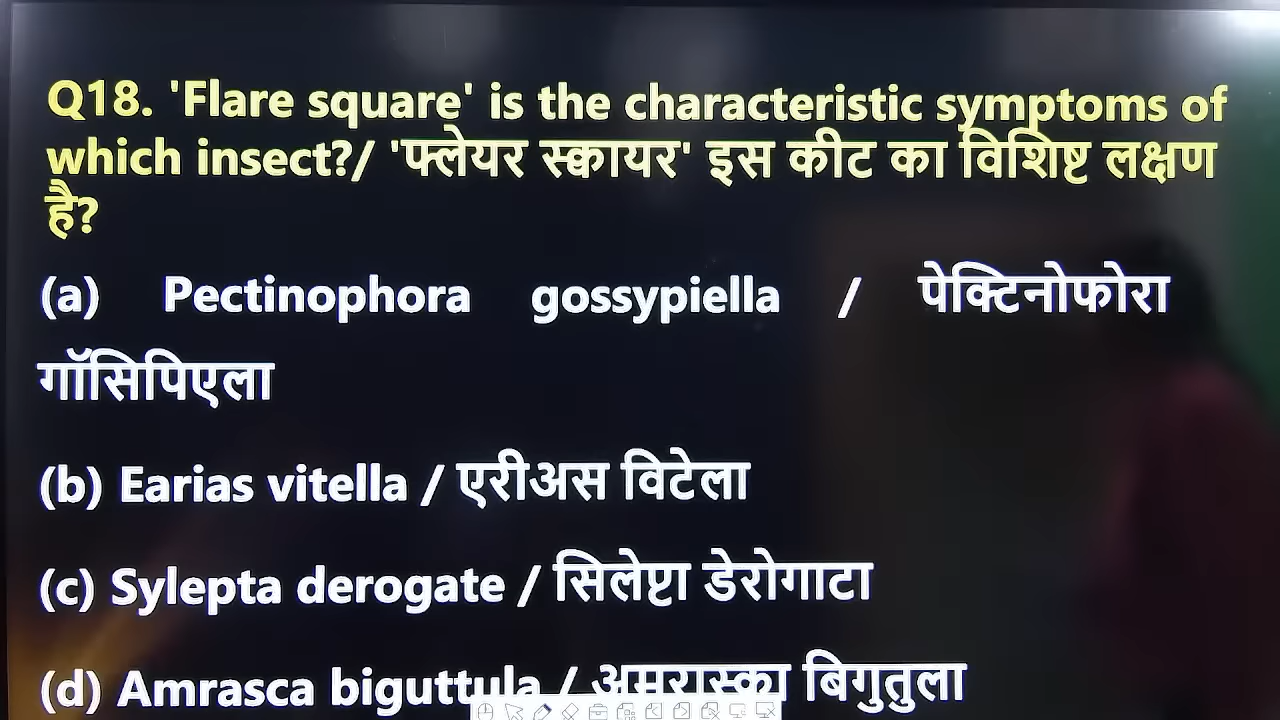 Q18. 'Flare square' is the characteristic symptoms of
which insect?/ 'फ्लेयर स्क्वायर' इस कीट का विशिष्ट लक्षण
है?
(a) Pectinophora gossypiella / पेक्टिनोफोरा
गॉसिपिएला
(b) Earias vitella / एरीअस विटेला
(c) Sylepta derogate / सिलेप्टा डेरोगाटा
(d) Amrasca biguttula / अमरास्का बिगुतुला